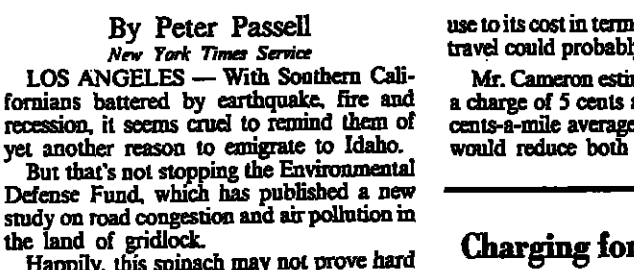 By Peter Passell
New York Times Service
LOS ANGELES — With Southern Cali-
fornians battered by earthquake, fire and
recession, it seems cruel to remind them of
yet another reason to emigrate to Idaho.
But that's not stopping the Environmental
Defense Fund, which has published a new
study on road congestion and air pollution in
the land of gridlock.
Happily, this spinach may not prove hard
use to its cost in term
travel could probably
Mr. Cameron estim
a charge of 5 cents a
cents-a-mile average
would reduce both
Charging for